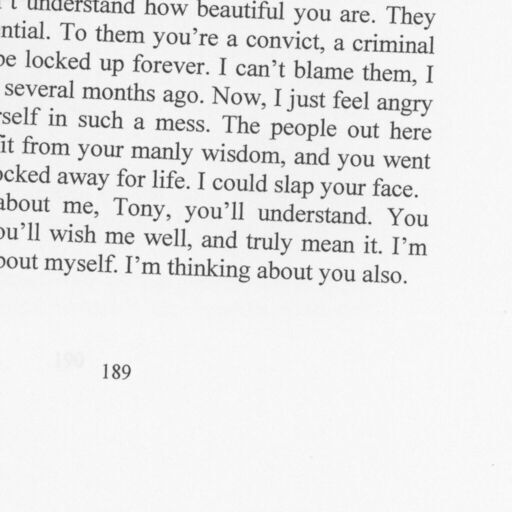 't understand how beautiful you are. They
ntial. To them you're a convict, a criminal
be locked up forever. I can't blame them, I
several months ago. Now, I just feel angry
rself in such a mess. The people out here
fit from your manly wisdom, and you went
ocked away for life. I could slap your face.
about me, Tony, you'll understand. You
ou'll wish me well, and truly mean it. I'm
bout myself. I'm thinking about you also.
190
189